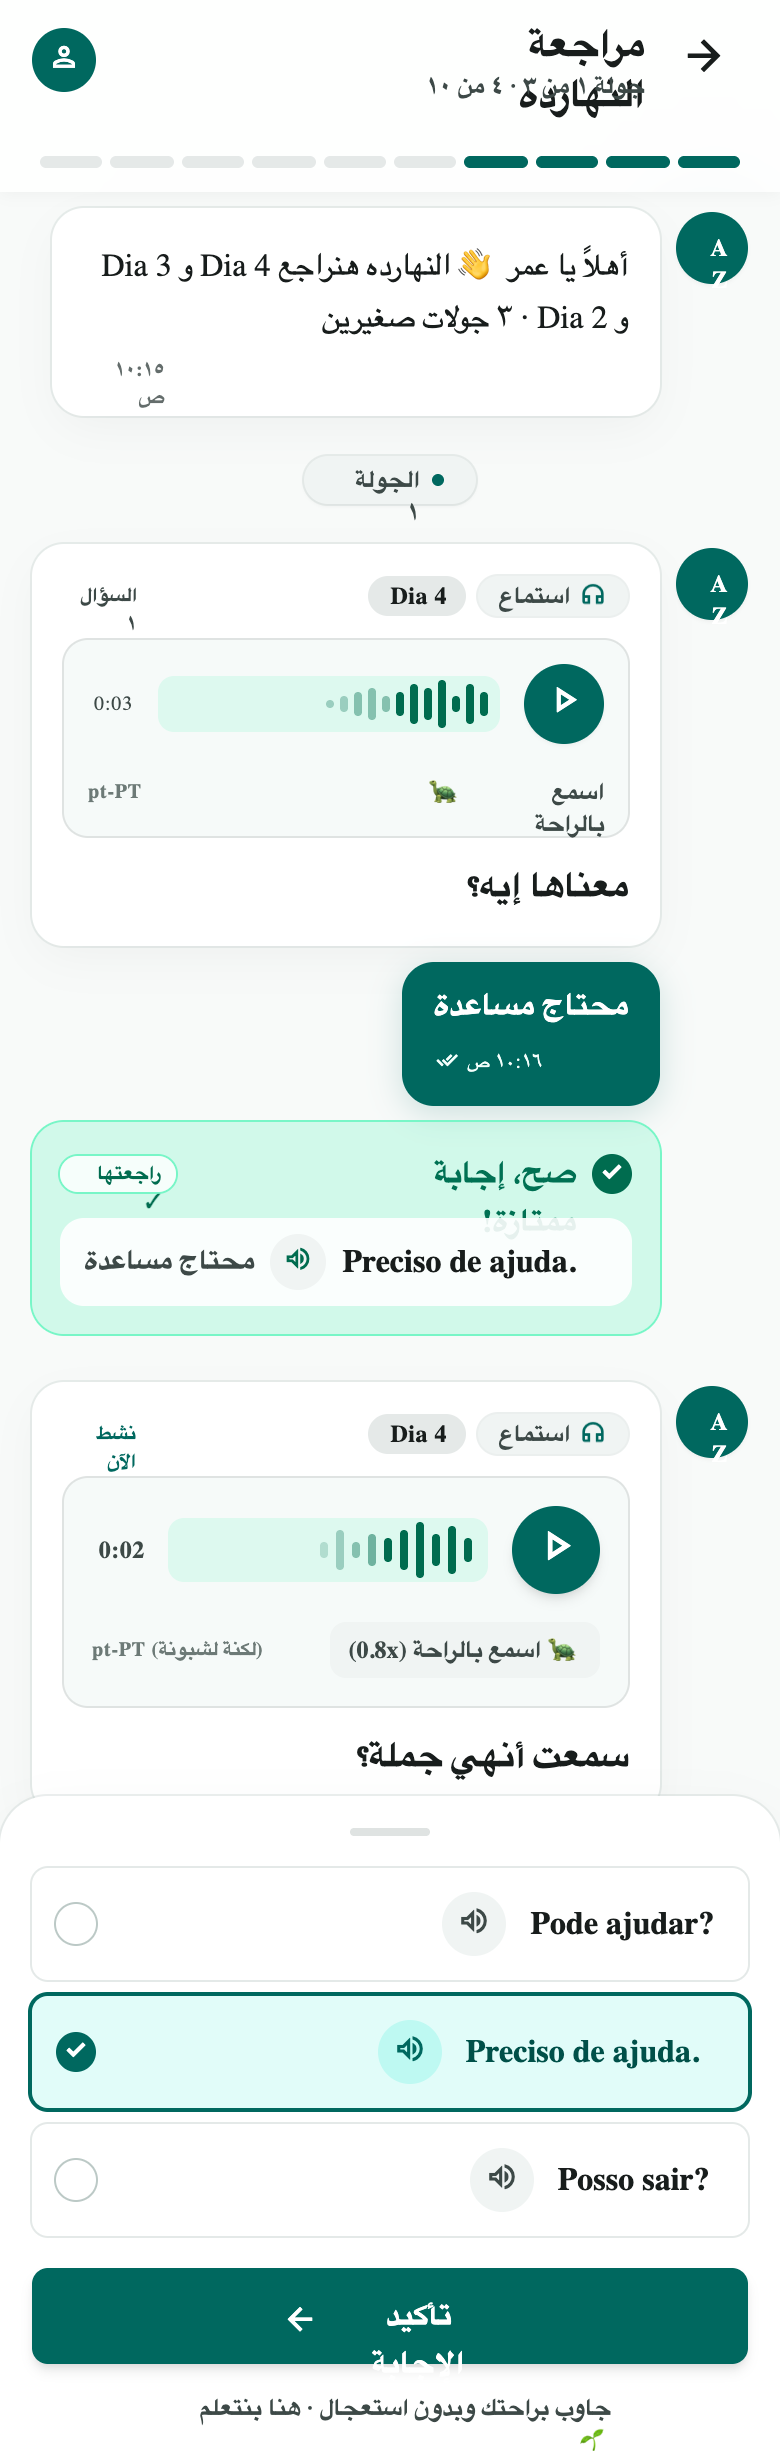 مراجعة
النهارده
جولة ١ من ٣ · ٤ من ١٠
A
Z
أهلاً يا عمر 👋 النهارده هنراجع Dia 4 و Dia 3
و Dia 2 · ٣ جولات صغيرين
١٠:١٥
ص
الجولة
١
A
Z
استماع
Dia 4
السؤال
١
0:03
اسمع
بالراحة
🐢
pt-PT
معناها إيه؟
محتاج مساعدة
١٠:١٦ ص
صح، إجابة
ممتازة!
راجعتها
✓
Preciso de ajuda.
محتاج مساعدة
A
Z
استماع
Dia 4
نشط
الآن
0:02
🐢 اسمع بالراحة (0.8x)
pt-PT (لكنة لشبونة)
سمعت أنهي جملة؟
Pode ajudar?
Preciso de ajuda.
Posso sair?
تأكيد
الإجابة
جاوب براحتك وبدون استعجال · هنا بنتعلم
🌱